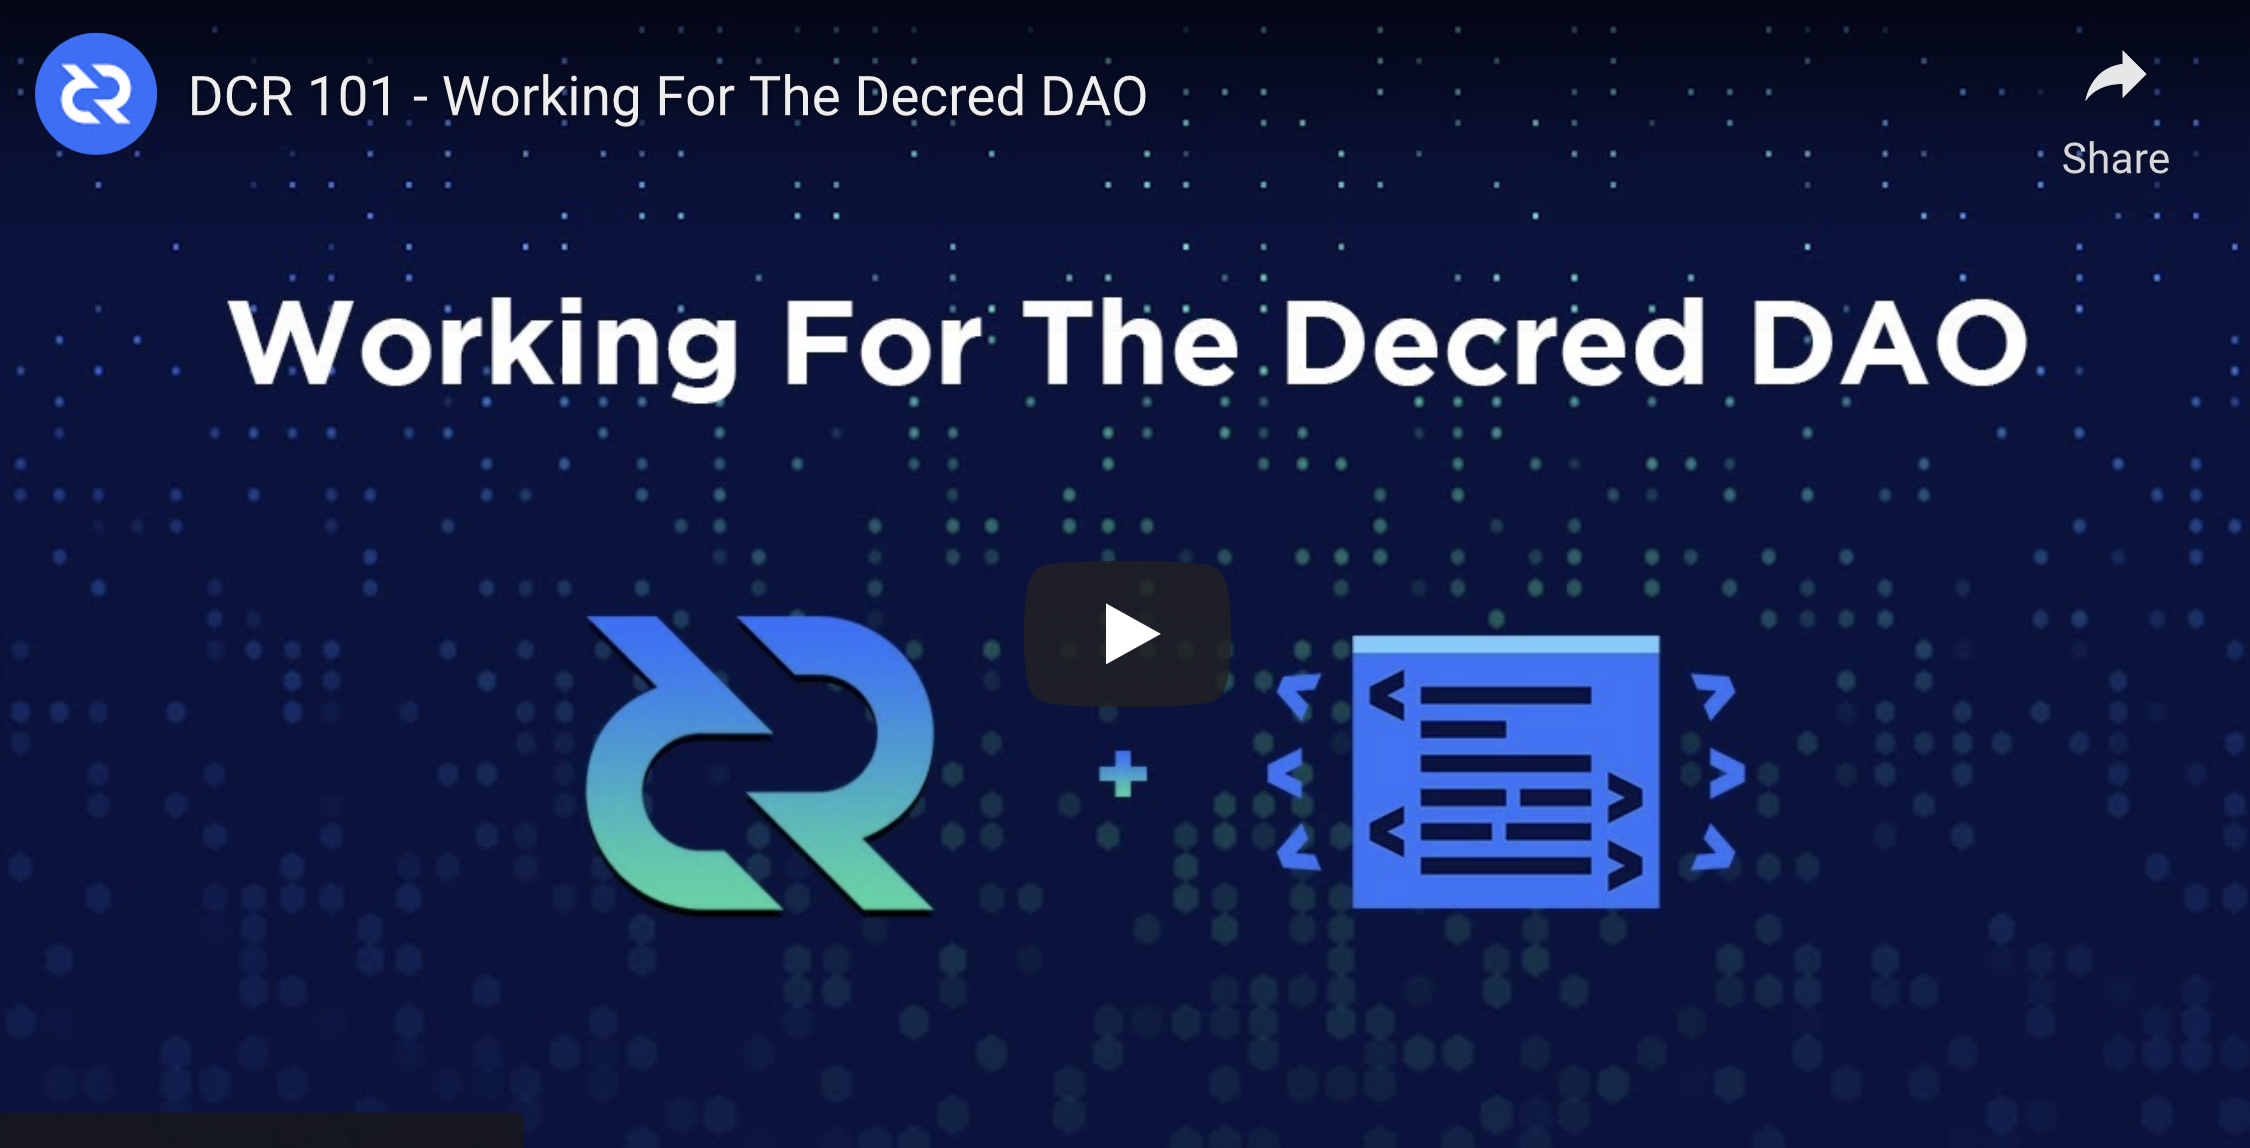 DCR 101 - Working For The Decred DAO
Share
Working For The Decred DAO